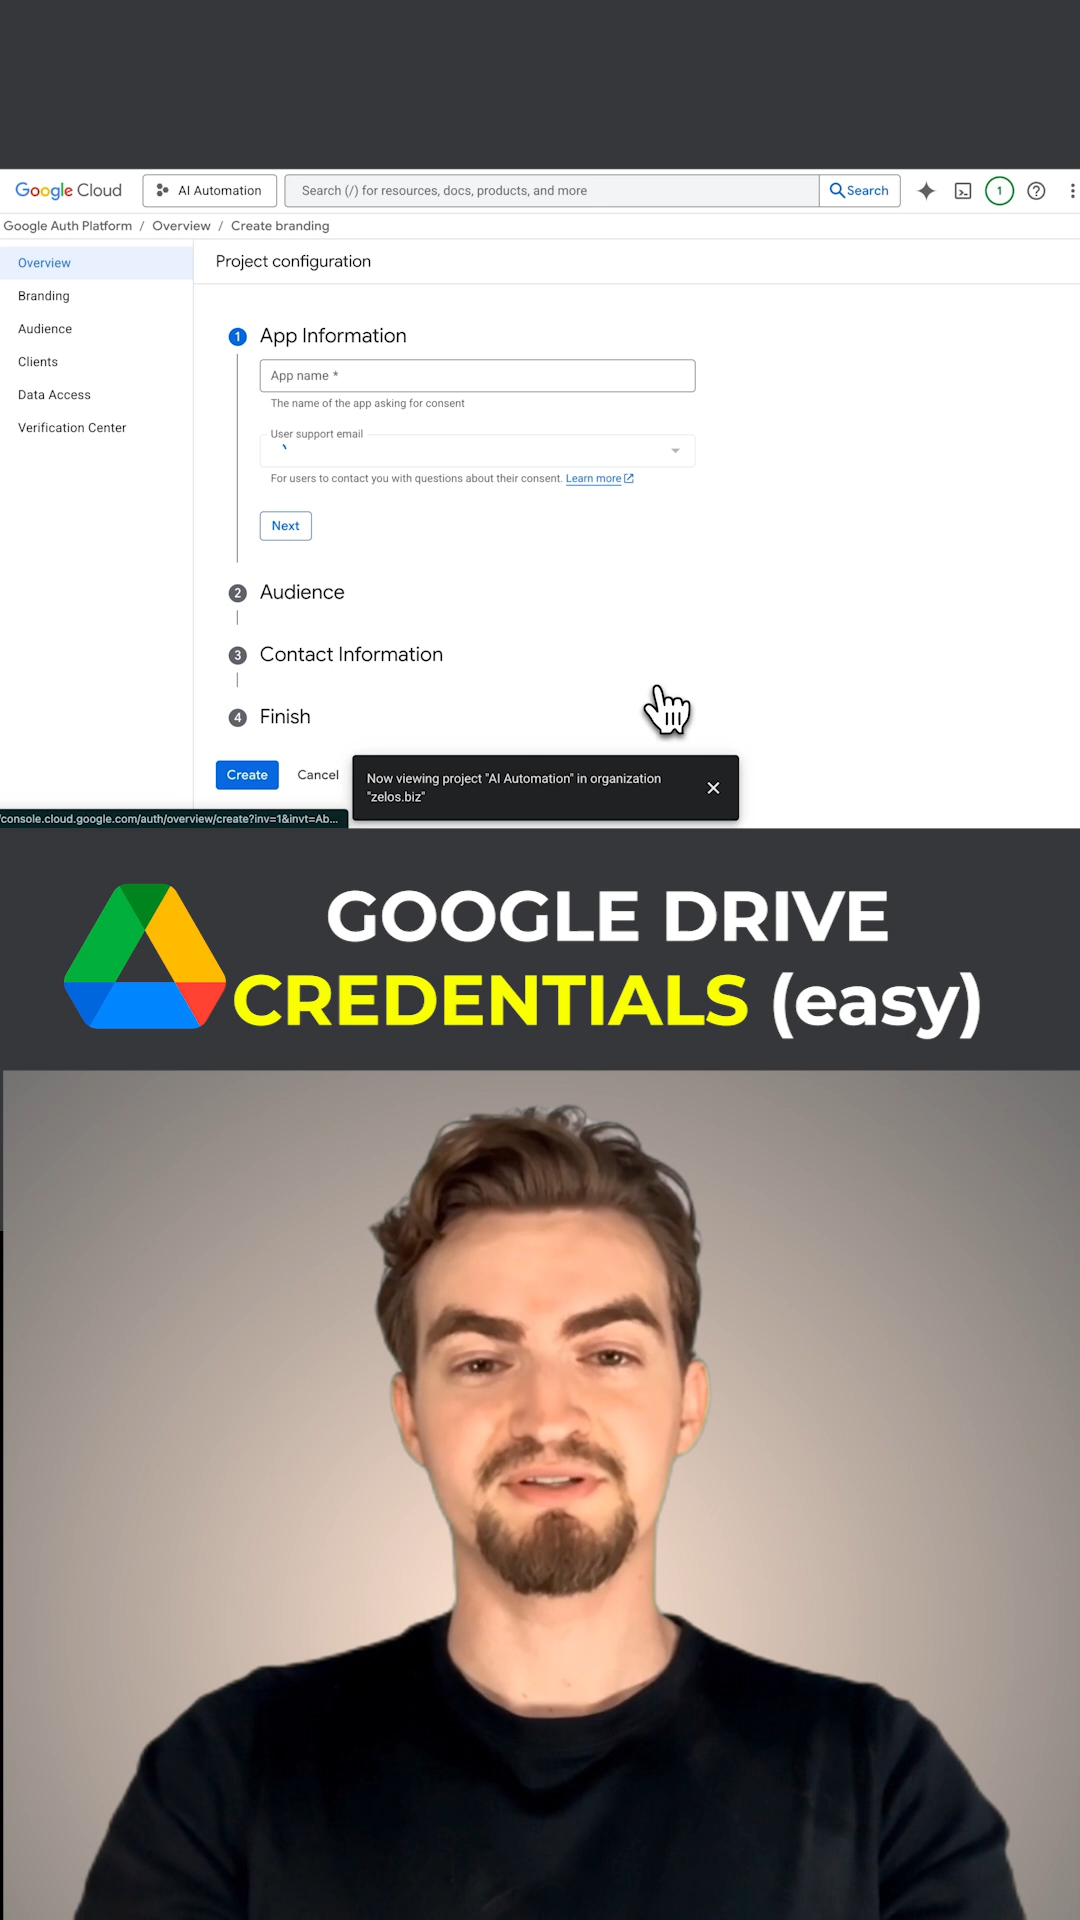 Google Cloud
AI Automation
Search (/) for resources, docs, products, and more
Search
1
Google Auth Platform / Overview / Create branding
Overview
Branding
Audience
Clients
Data Access
Verification Center
Project configuration
1 App Information
App name *
The name of the app asking for consent
User support email
For users to contact you with questions about their consent. Learn more
Next
2 Audience
3 Contact Information
4 Finish
Create
Cancel
Now viewing project "AI Automation" in organization
"zelos.biz"
/console.cloud.google.com/auth/overview/create?inv=1&invt=Ab...
GOOGLE DRIVE
CREDENTIALS (easy)